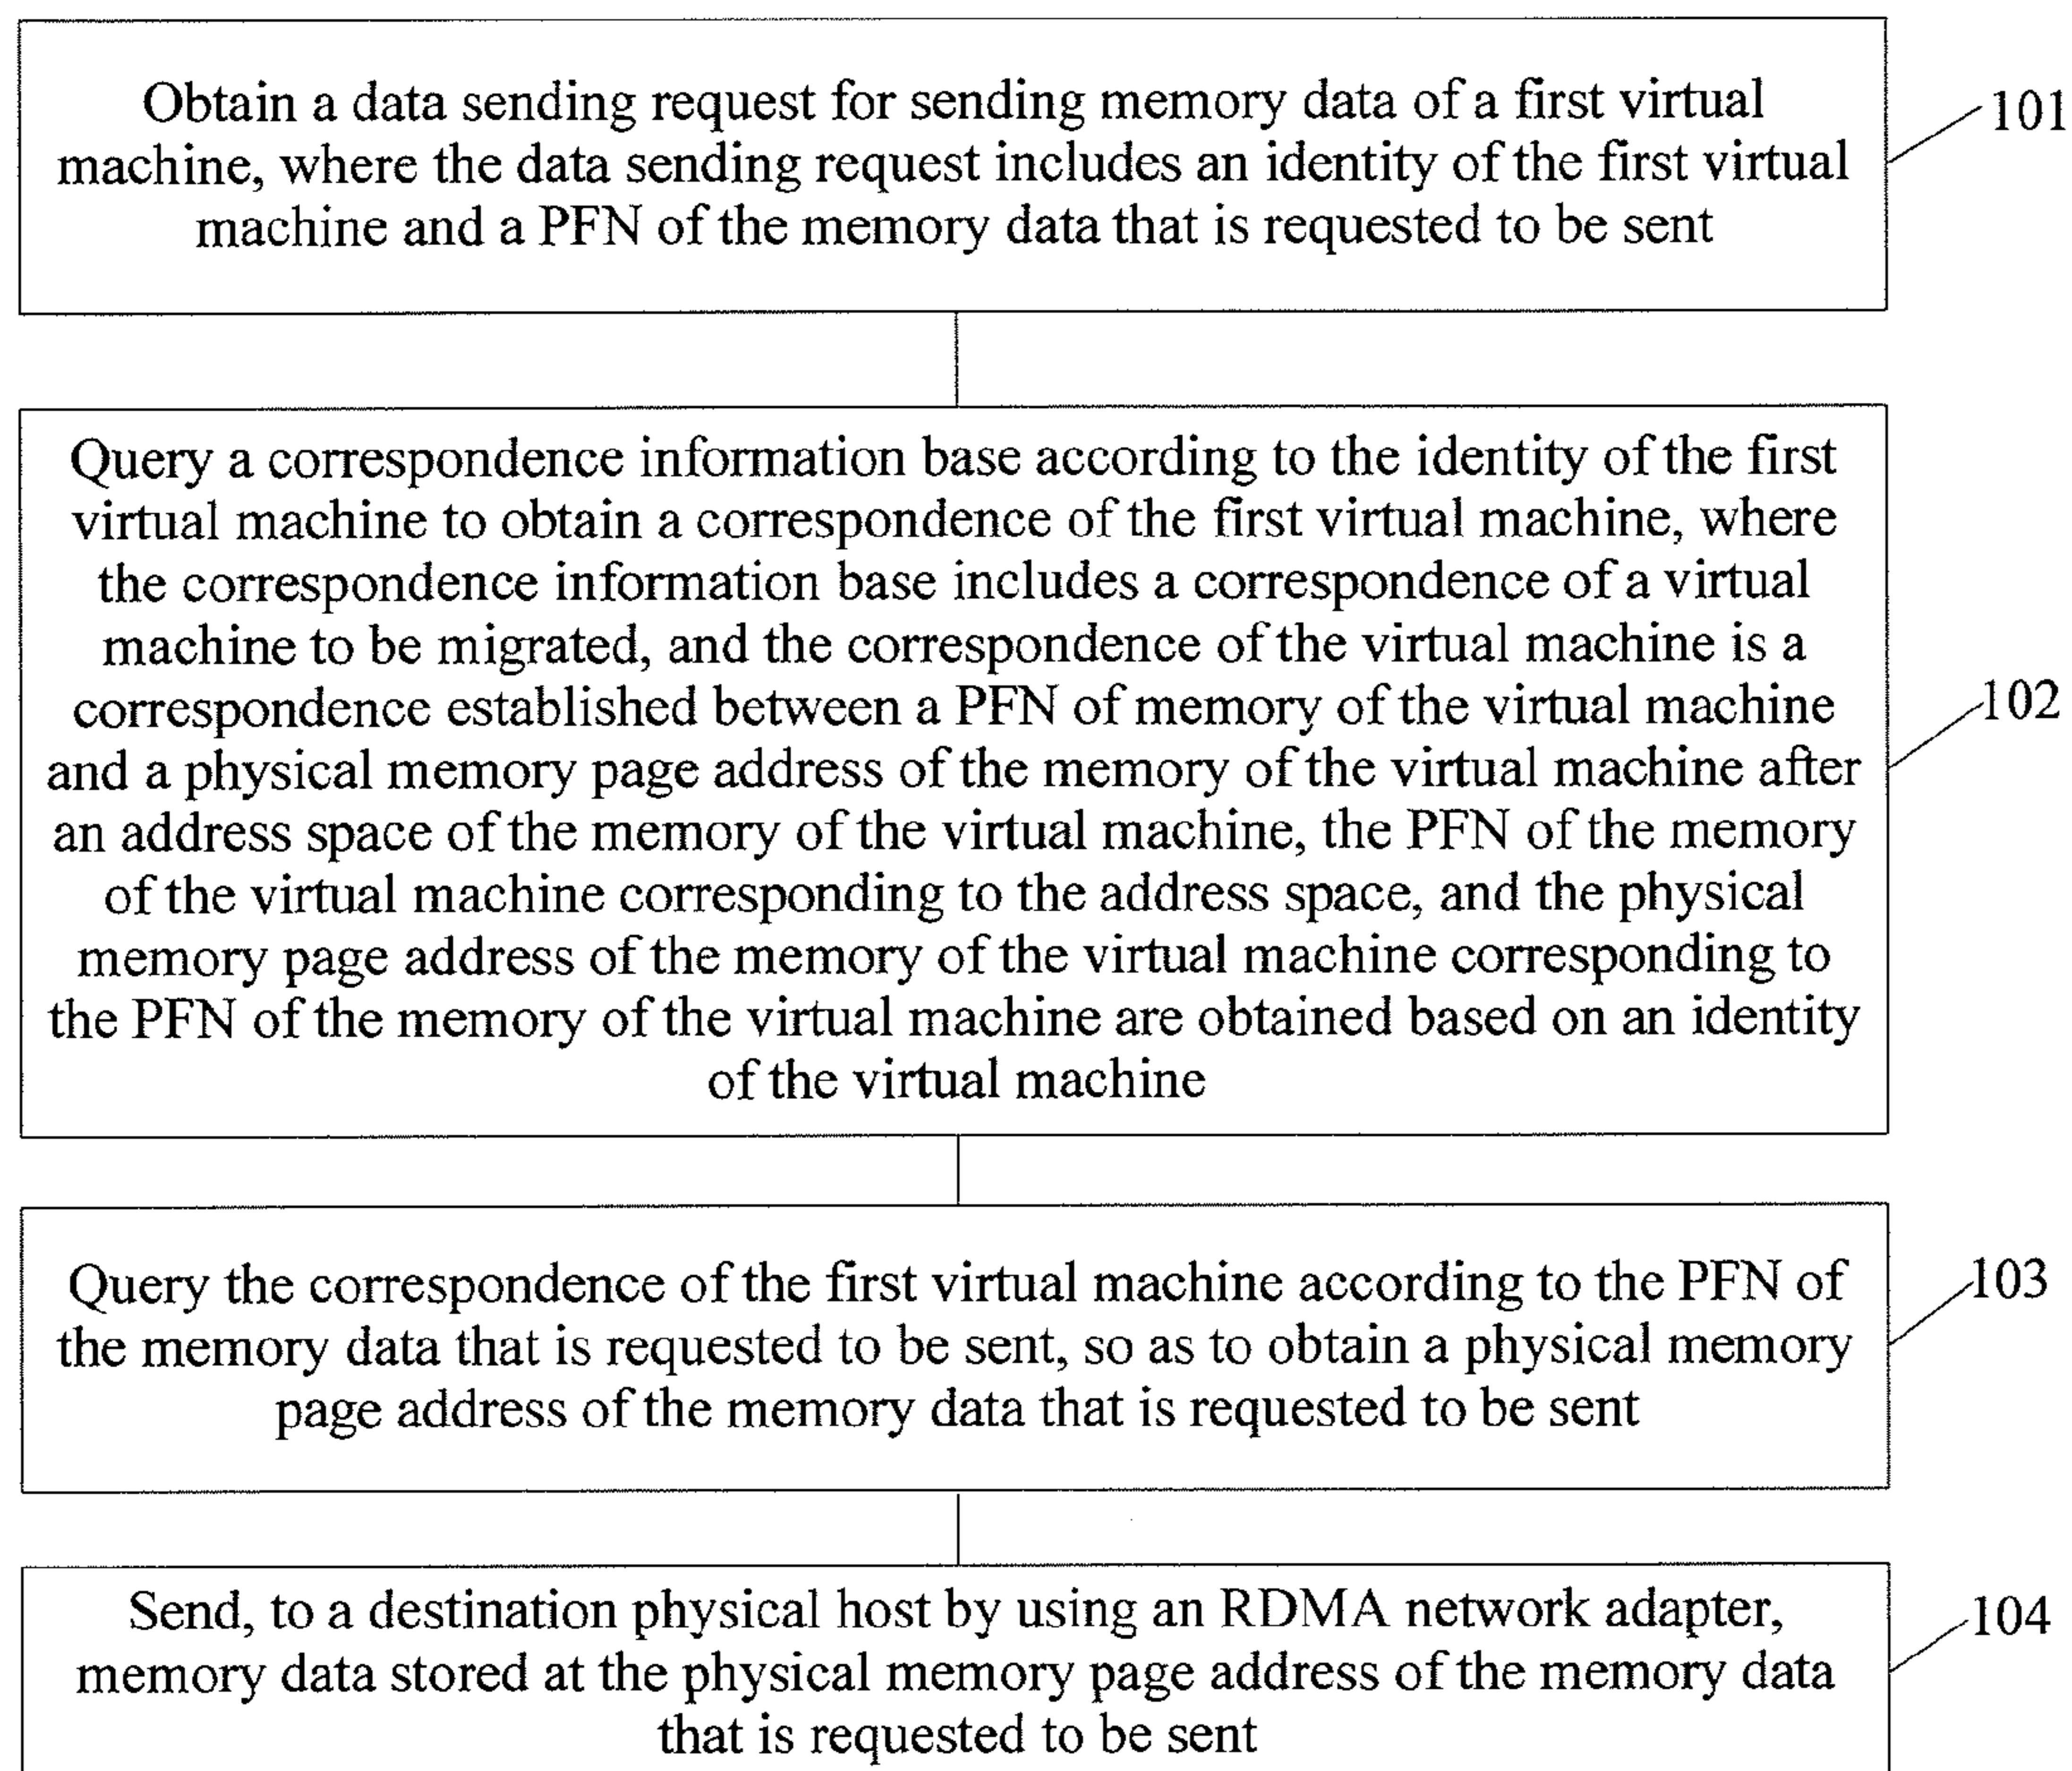 Obtain a data sending request for sending memory data of a first virtual
machine, where the data sending request includes an identity of the first virtual
machine and a PFN of the memory data that is requested to be sent
101
Query a correspondence information base according to the identity of the first
virtual machine to obtain a correspondence of the first virtual machine, where
the correspondence information base includes a correspondence of a virtual
machine to be migrated, and the correspondence of the virtual machine is a
correspondence established between a PFN of memory of the virtual machine
and a physical memory page address of the memory of the virtual machine after
an address space of the memory of the virtual machine, the PFN of the memory
of the virtual machine corresponding to the address space, and the physical
memory page address of the memory of the virtual machine corresponding to
the PFN of the memory of the virtual machine are obtained based on an identity
of the virtual machine
102
Query the correspondence of the first virtual machine according to the PFN of
the memory data that is requested to be sent, so as to obtain a physical memory
page address of the memory data that is requested to be sent
103
Send, to a destination physical host by using an RDMA network adapter,
memory data stored at the physical memory page address of the memory data
that is requested to be sent
104